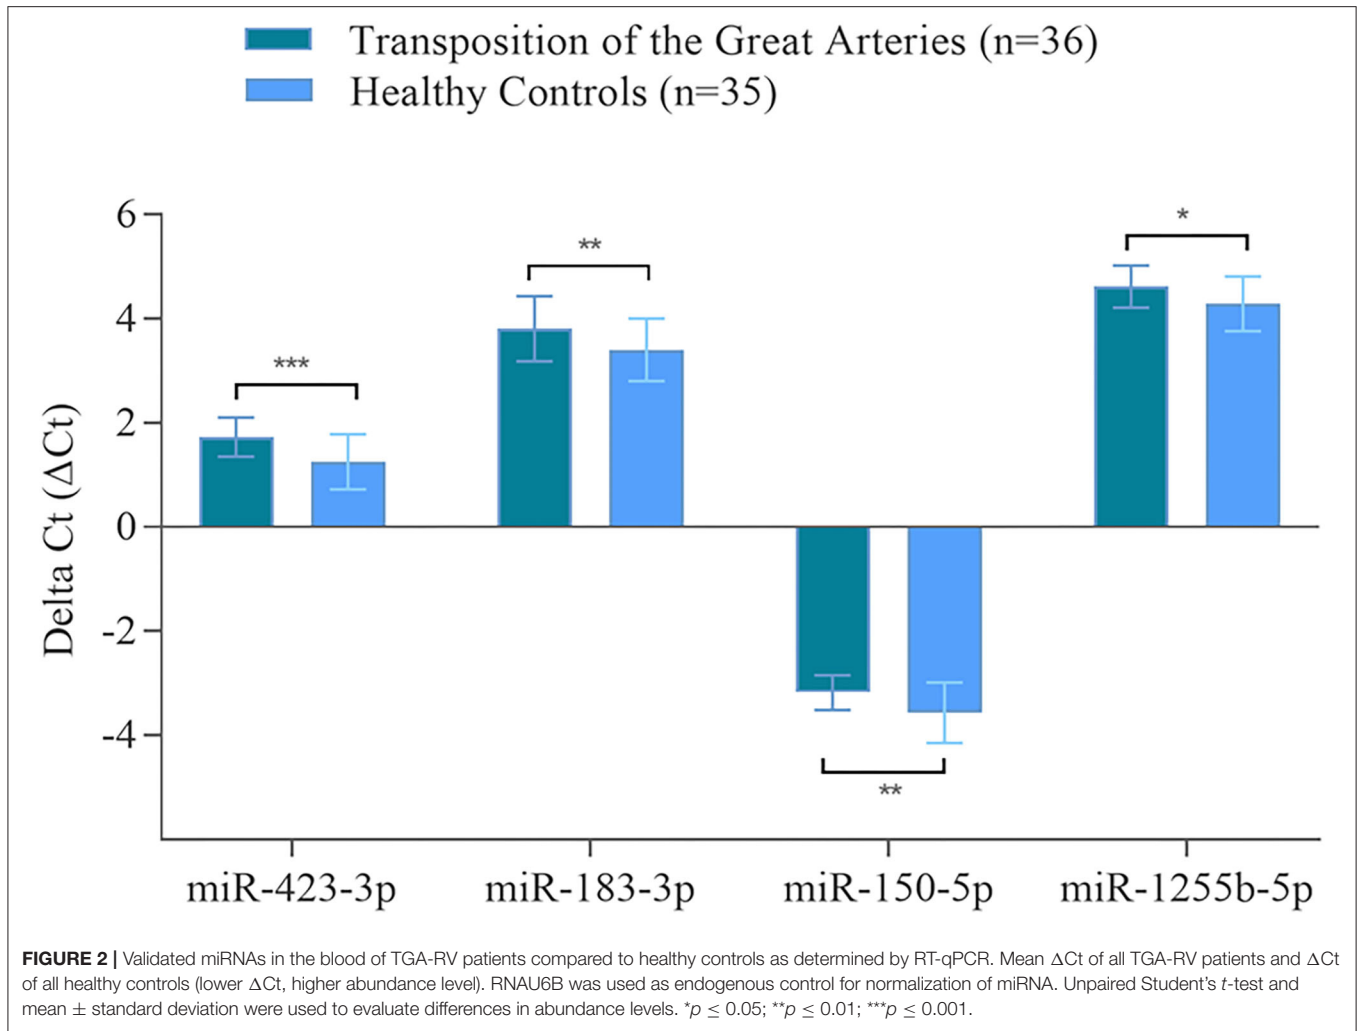 Transposition of the Great Arteries (n=36)
Healthy Controls (n=35)
6
4
2
0
-2
-4
Delta Ct (ΔCt)
***
**
**
*
miR-423-3p
miR-183-3p
miR-150-5p
miR-1255b-5p
FIGURE 2 | Validated miRNAs in the blood of TGA-RV patients compared to healthy controls as determined by RT-qPCR. Mean ΔCt of all TGA-RV patients and ΔCt
of all healthy controls (lower ΔCt, higher abundance level). RNAU6B was used as endogenous control for normalization of miRNA. Unpaired Student's t-test and
mean ± standard deviation were used to evaluate differences in abundance levels. *p ≤ 0.05; **p ≤ 0.01; ***p ≤ 0.001.